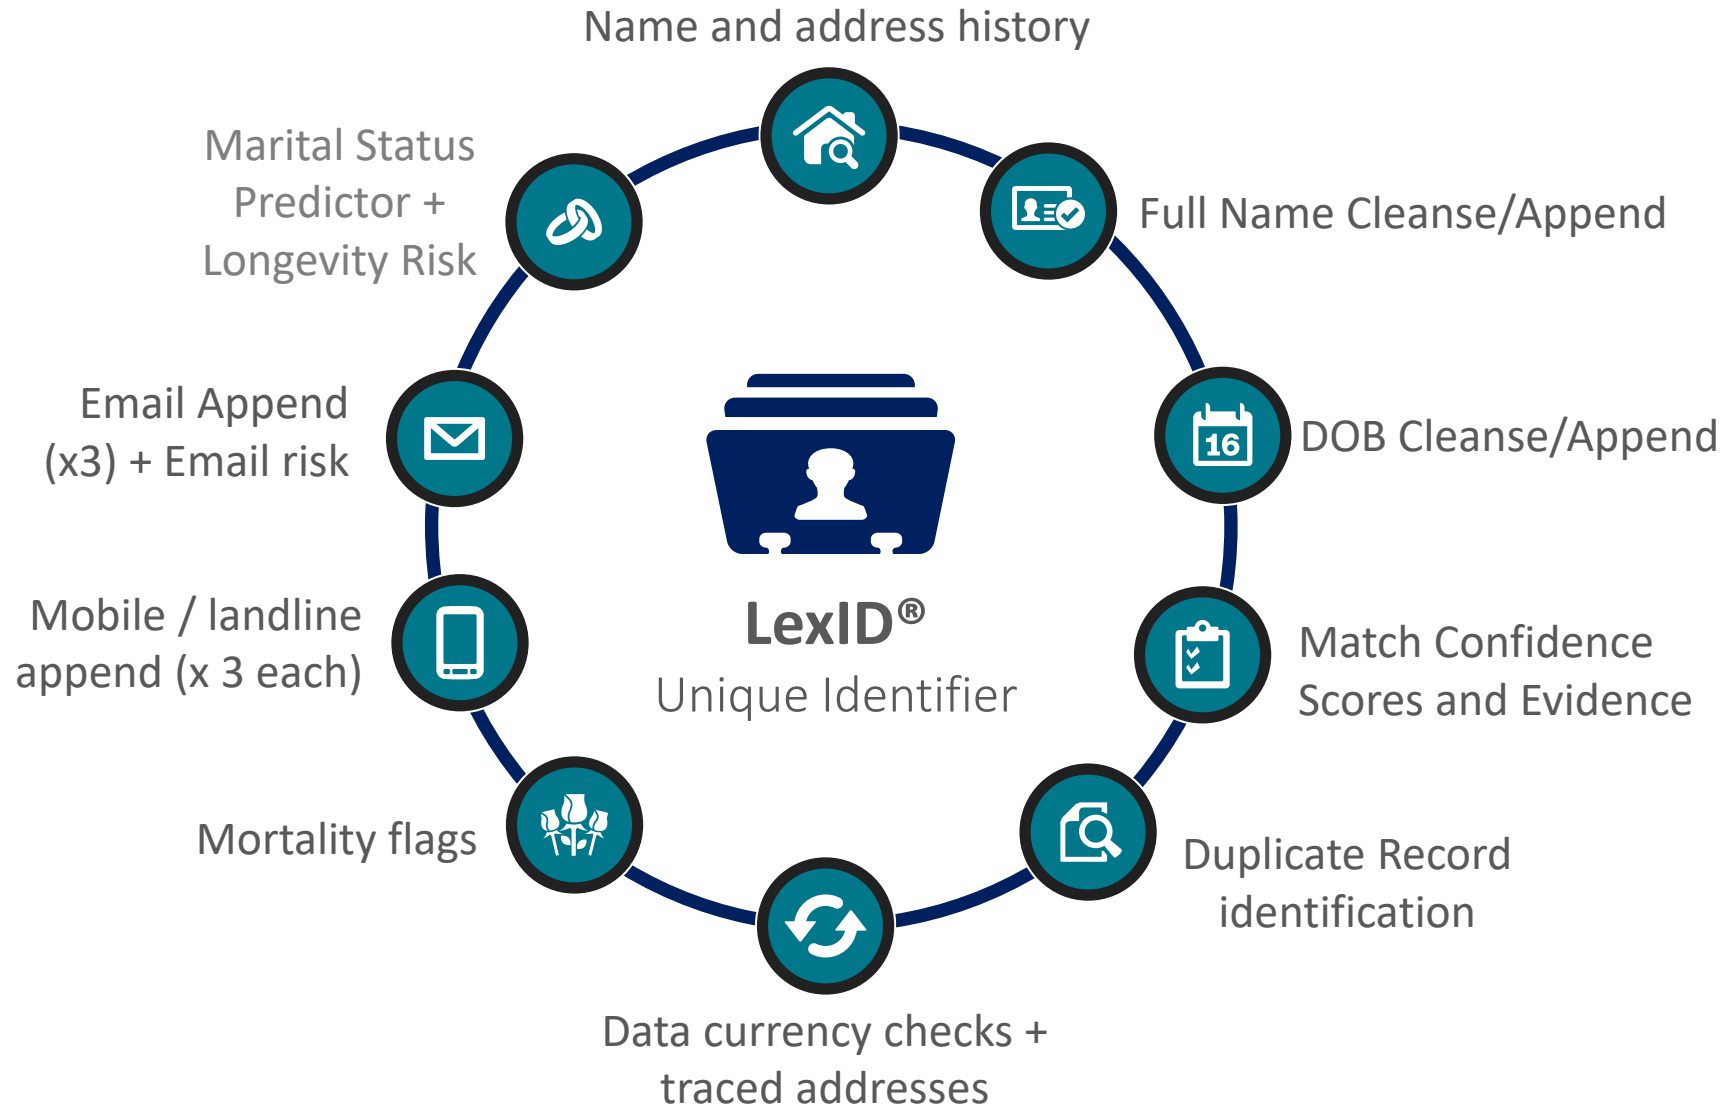 Name and address history
Full Name Cleanse/Append
16
DOB Cleanse/Append
Match Confidence
Scores and Evidence
Duplicate Record
identification
Data currency checks +
traced addresses
Mortality flags
Mobile / landline
append (x 3 each)
Email Append
(x3) + Email risk
Marital Status
Predictor +
Longevity Risk
LexID®
Unique Identifier